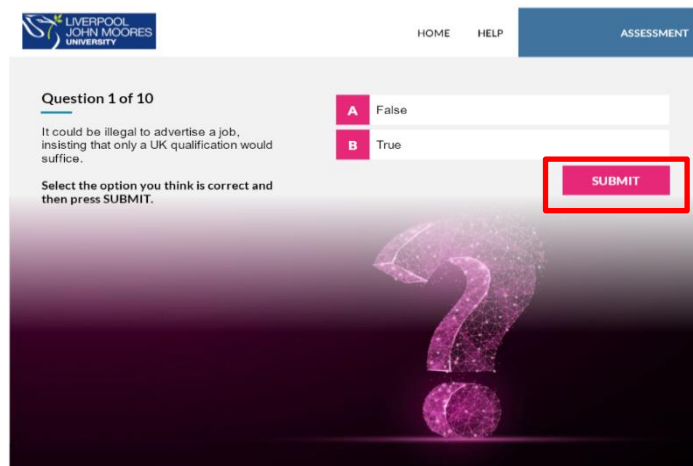 LIVERPOOL
JOHN MOORES
UNIVERSITY
HOME
HELP
ASSESSMENT
Question 1 of 10
It could be illegal to advertise a job,
insisting that only a UK qualification would
suffice.
Select the option you think is correct and
then press SUBMIT.
A False
B True
SUBMIT